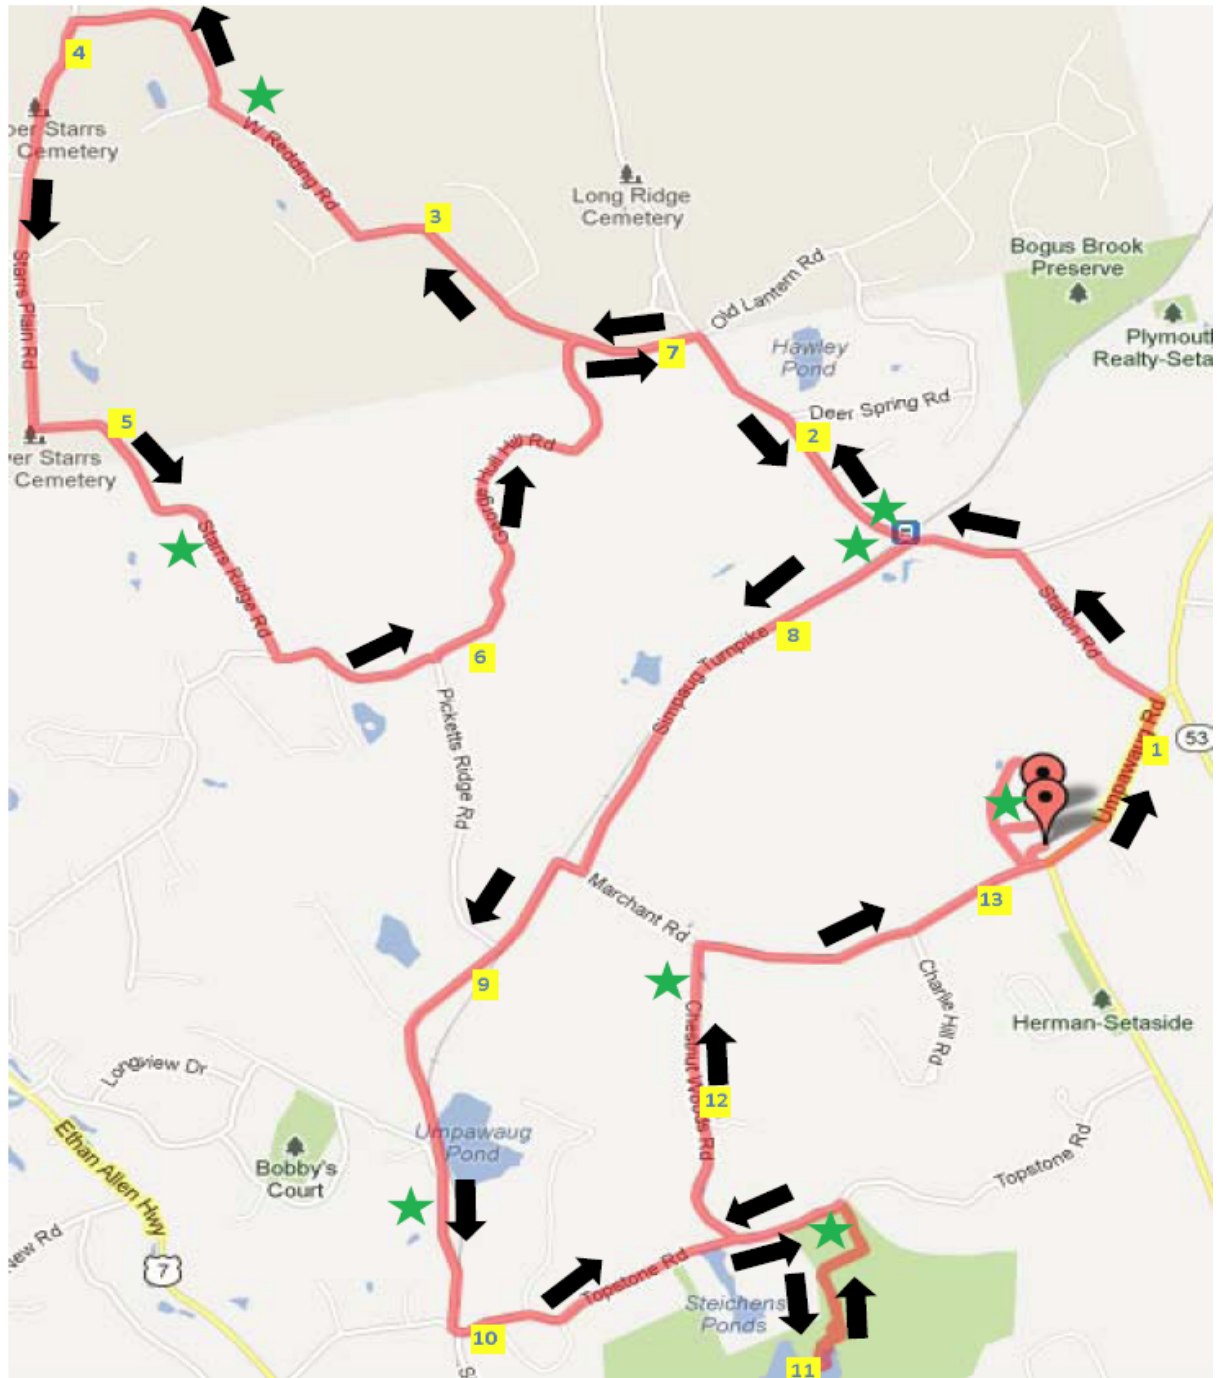 4
per Starrs
Cemetery
W Redding Rd
Long Ridge
Cemetery
3
Bogus Brook
Preserve
Old Lantern Rd
Starrs Plain Rd
Plymouth
Realty-Seta
7
Hawley
Pond
Deer Spring Rd
5
2
ver Starrs
Cemetery
George Hull Hill Rd
Starrs Ridge Rd
Station Rd
8
6
Simpaug Turnpike
Picketts Ridge Rd
Umpawaug Rd
1
53
Marchant Rd
13
9
Charlie Hill Rd
Chestnut Woods Rd
Herman-Setaside
Longview Dr
12
Umpawaug
Pond
Ethan Allen Hwy
Bobby's
Court
Topstone Rd
New Rd
7
Topstone Rd
Steichens
Ponds
10
11